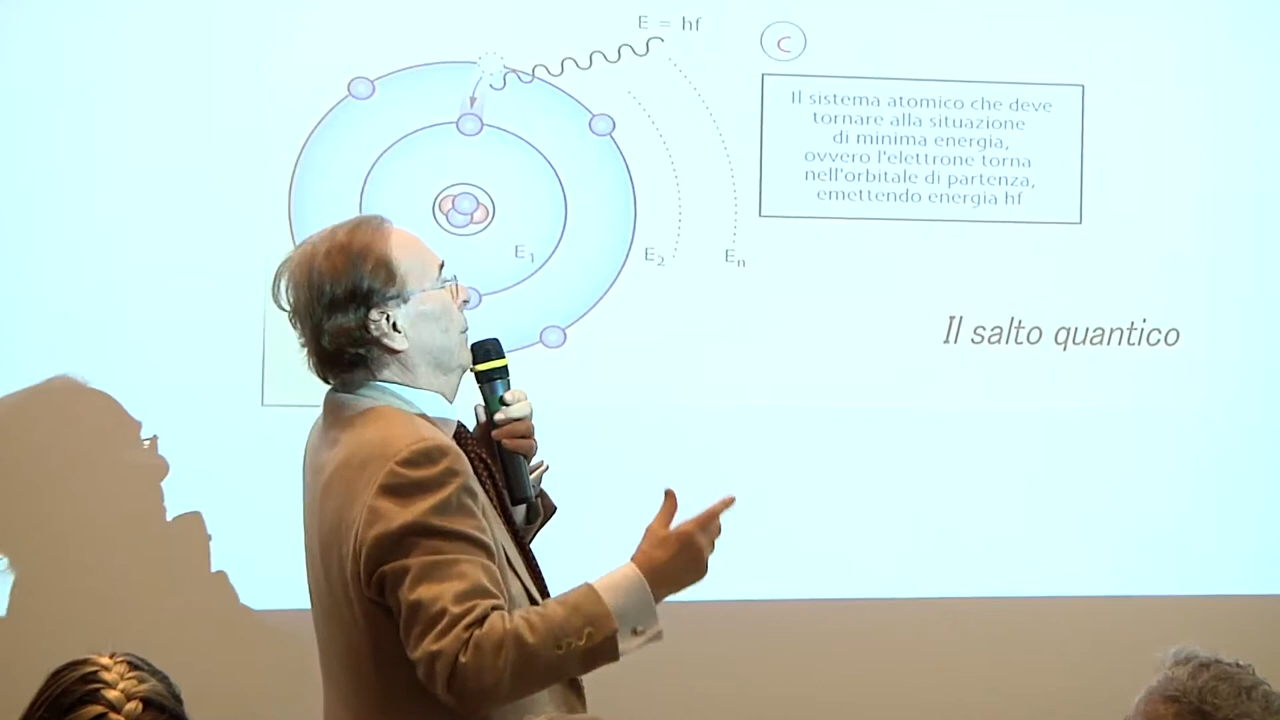 E = hf
C
Il sistema atomico che deve
tornare alla situazione
di minima energia,
ovvero l'elettrone torna
nell'orbitale di partenza,
emettendo energia hf
E1
E2
En
Il salto quantico